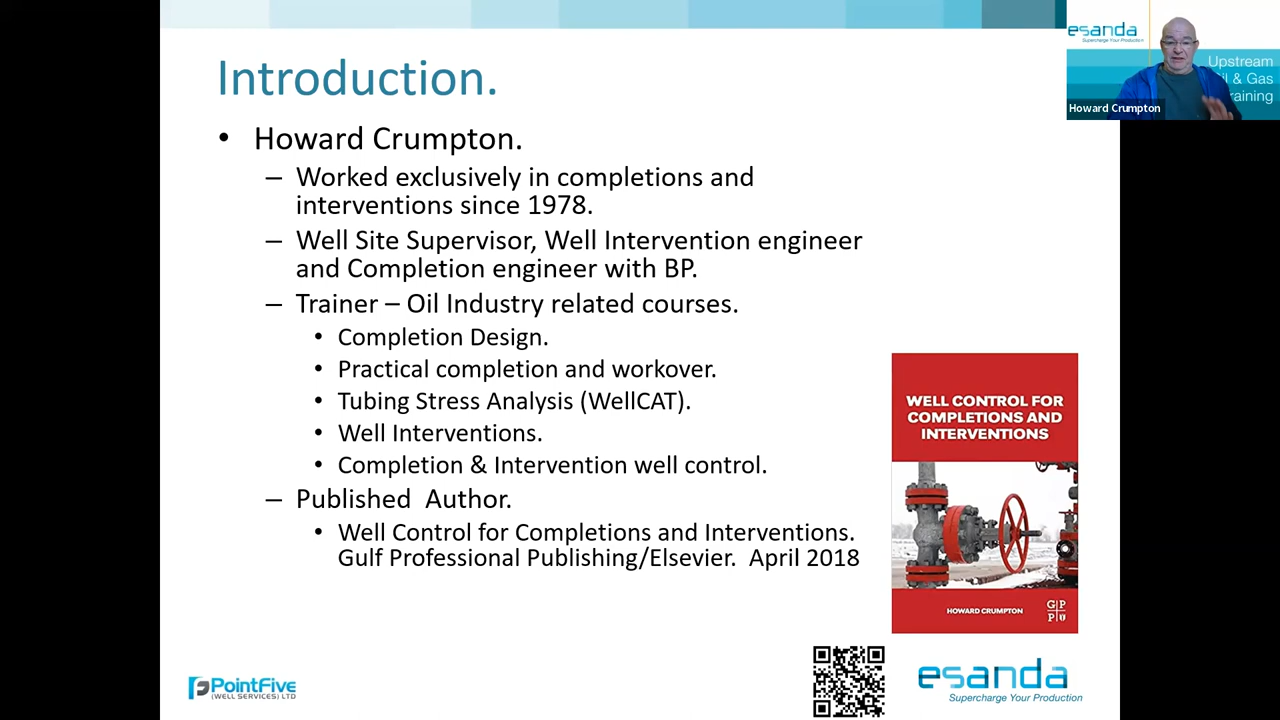 Introduction.
• Howard Crumpton.
– Worked exclusively in completions and
interventions since 1978.
– Well Site Supervisor, Well Intervention engineer
and Completion engineer with BP.
– Trainer – Oil Industry related courses.
• Completion Design.
• Practical completion and workover.
• Tubing Stress Analysis (WellCAT).
• Well Interventions.
• Completion & Intervention well control.
– Published Author.
• Well Control for Completions and Interventions.
Gulf Professional Publishing/Elsevier. April 2018
WELL CONTROL FOR
COMPLETIONS AND
INTERVENTIONS
HOWARD CRUMPTON
G P
P U
PointFive
(WELL SERVICES) LTD
esanda
Supercharge Your Production
esanda
Supercharge Your Production
Upstream
il & Gas
raining
Howard Crumpton